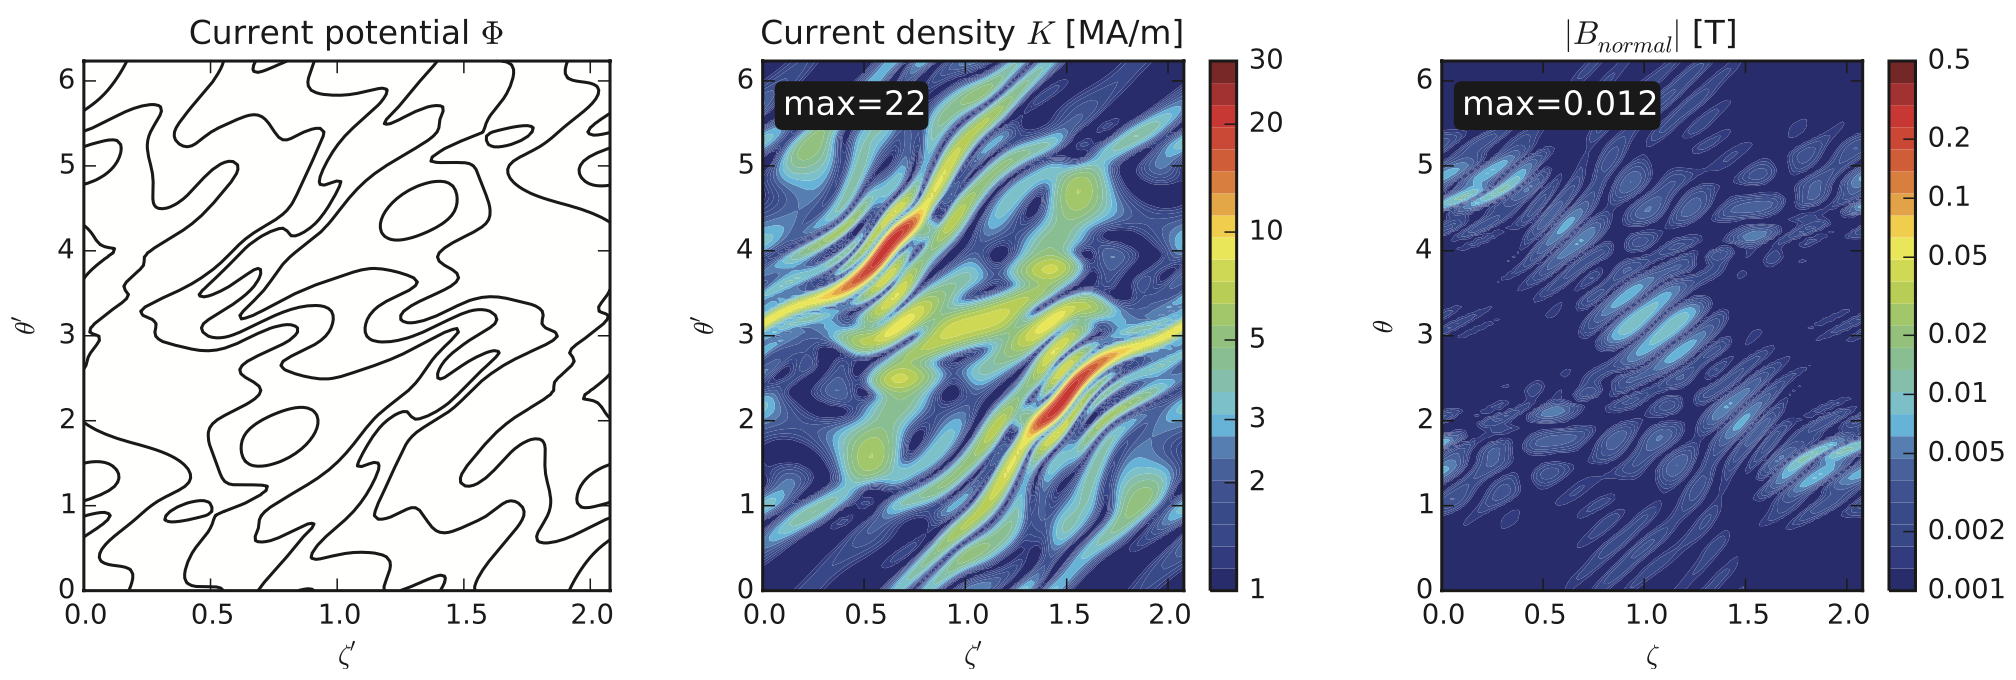 Current potential Φ
6
5
4
3
2
1
0
θ′
0.0 0.5 1.0 1.5 2.0
ζ′
Current density K [MA/m]
max=22
6
5
4
3
2
1
0
θ′
0.0 0.5 1.0 1.5 2.0
ζ′
30
20
10
5
3
2
1
|B_normal| [T]
max=0.012
6
5
4
3
2
1
0
θ
0.0 0.5 1.0 1.5 2.0
ζ
0.5
0.2
0.1
0.05
0.02
0.01
0.005
0.002
0.001